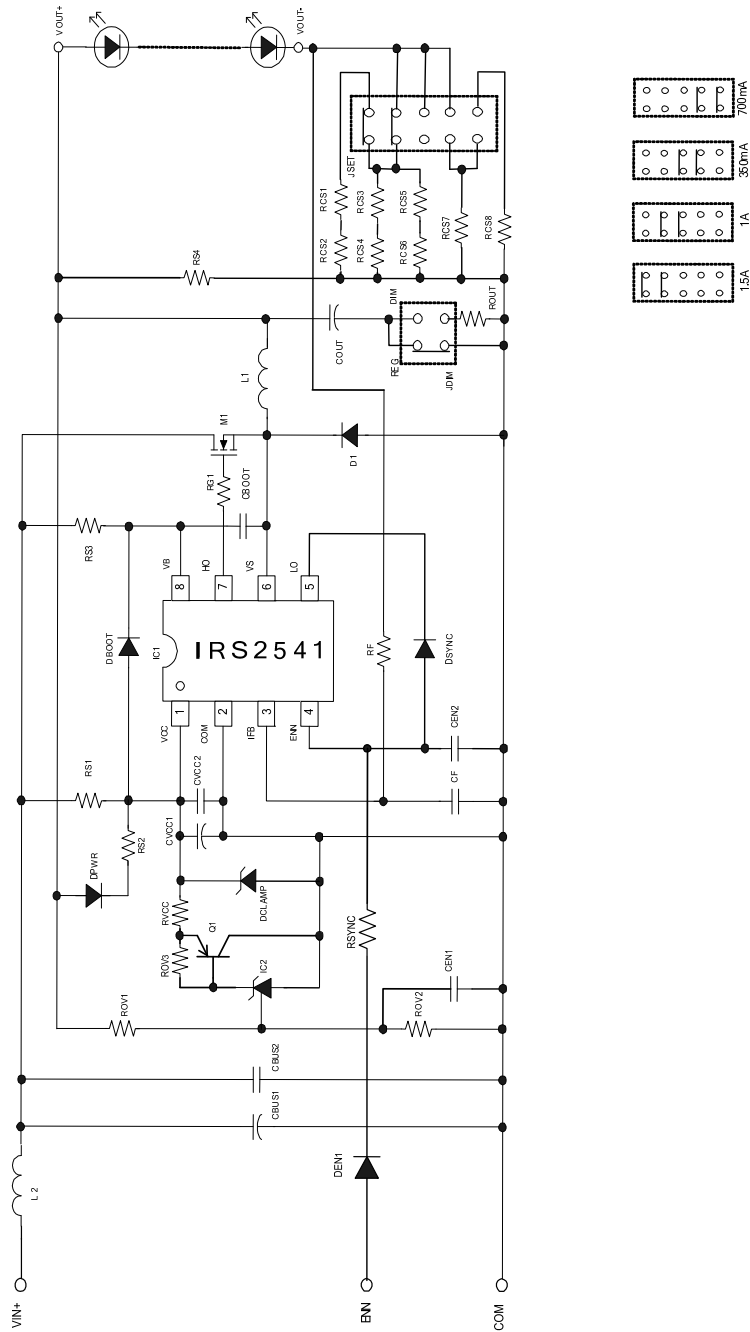 VIN+
ENN
COM
L2
CBUS1
CBUS2
DEN1
ROV1
ROV2
CEN1
ROV3
Q1
IC2
RVCC
DCLAMP
RSYNC
DPWR
RS2
RS1
CVCC1
CVCC2
CF
CEN2
VCC
COM
IFB
ENN
1
2
3
4
IC1
IRS2541
8
7
6
5
VB
HO
VS
LO
DBOOT
DSYNC
RF
RS3
CBOOT
RG1
M1
D1
L1
COUT
REG
DIM
JDIM
ROUT
RS4
RCS2
RCS1
RCS4
RCS3
RCS6
RCS5
RCS7
RCS8
JSET
VOUT+
VOUT-
1.5A
1A
350mA
700mA